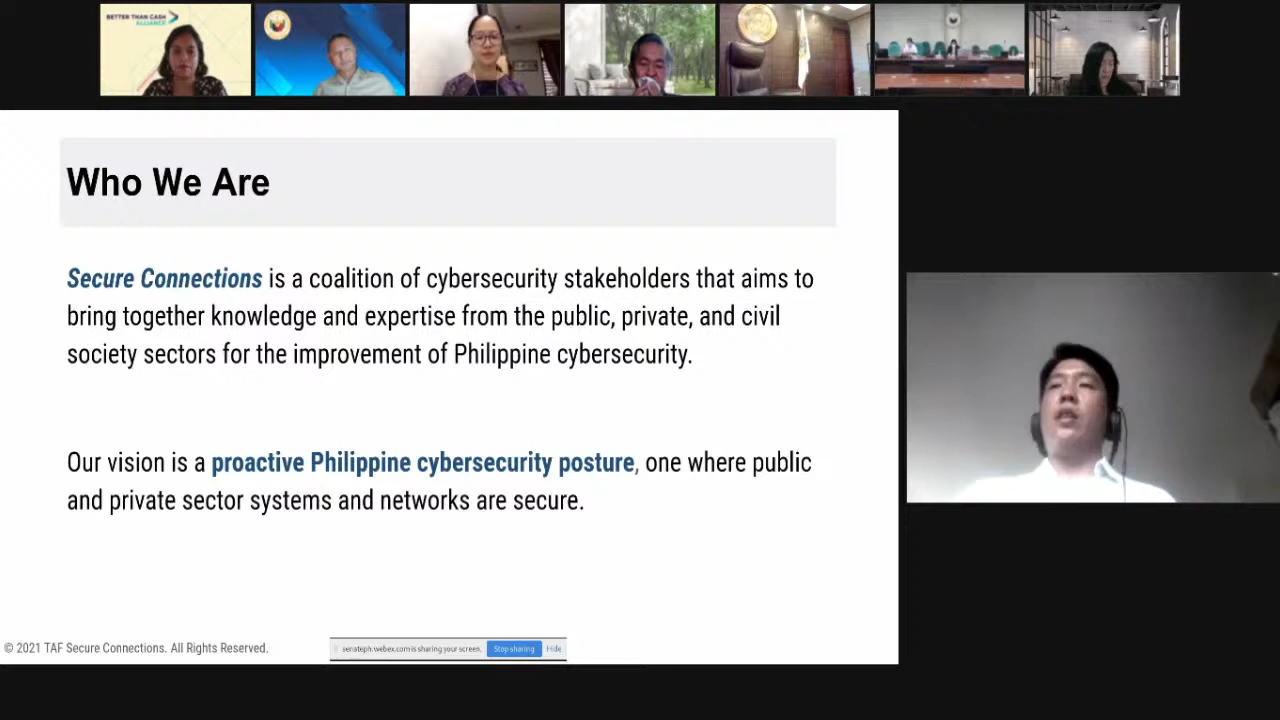 BETTER THAN CASH
ALLIANCE
Who We Are
Secure Connections is a coalition of cybersecurity stakeholders that aims to
bring together knowledge and expertise from the public, private, and civil
society sectors for the improvement of Philippine cybersecurity.
Our vision is a proactive Philippine cybersecurity posture, one where public
and private sector systems and networks are secure.
© 2021 TAF Secure Connections. All Rights Reserved.
senateph.webex.com is sharing your screen. Stop sharing Hide